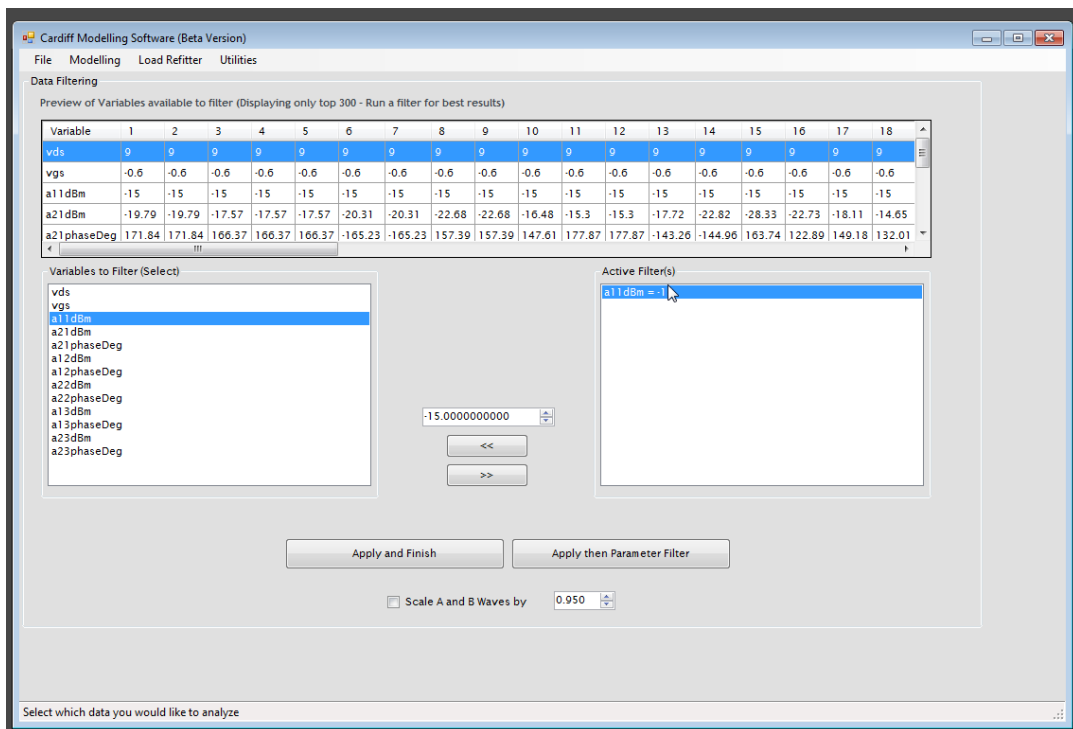 Cardiff Modelling Software (Beta Version)
File Modelling Load Refitter Utilities
Data Filtering
Preview of Variables available to filter (Displaying only top 300 - Run a filter for best results)
Variable 1 2 3 4 5 6 7 8 9 10 11 12 13 14 15 16 17 18
vds 9 9 9 9 9 9 9 9 9 9 9 9 9 9 9 9 9 9
vgs -0.6 -0.6 -0.6 -0.6 -0.6 -0.6 -0.6 -0.6 -0.6 -0.6 -0.6 -0.6 -0.6 -0.6 -0.6 -0.6 -0.6 -0.6
a11dBm -15 -15 -15 -15 -15 -15 -15 -15 -15 -15 -15 -15 -15 -15 -15 -15 -15 -15
a21dBm -19.79 -19.79 -17.57 -17.57 -17.57 -20.31 -20.31 -22.68 -22.68 -16.48 -15.3 -15.3 -17.72 -22.82 -28.33 -22.73 -18.11 -14.65
a21phaseDeg 171.84 171.84 166.37 166.37 166.37 -165.23 -165.23 157.39 157.39 147.61 177.87 177.87 -143.26 -144.96 163.74 122.89 149.18 132.01
Variables to Filter (Select)
Active Filter(s)
vds
vgs
a11dBm
a21dBm
a21phaseDeg
a12dBm
a12phaseDeg
a22dBm
a22phaseDeg
a13dBm
a13phaseDeg
a23dBm
a23phaseDeg
a11dBm = -1
-15.0000000000
<<
>>
Apply and Finish
Apply then Parameter Filter
Scale A and B Waves by 0.950
Select which data you would like to analyze